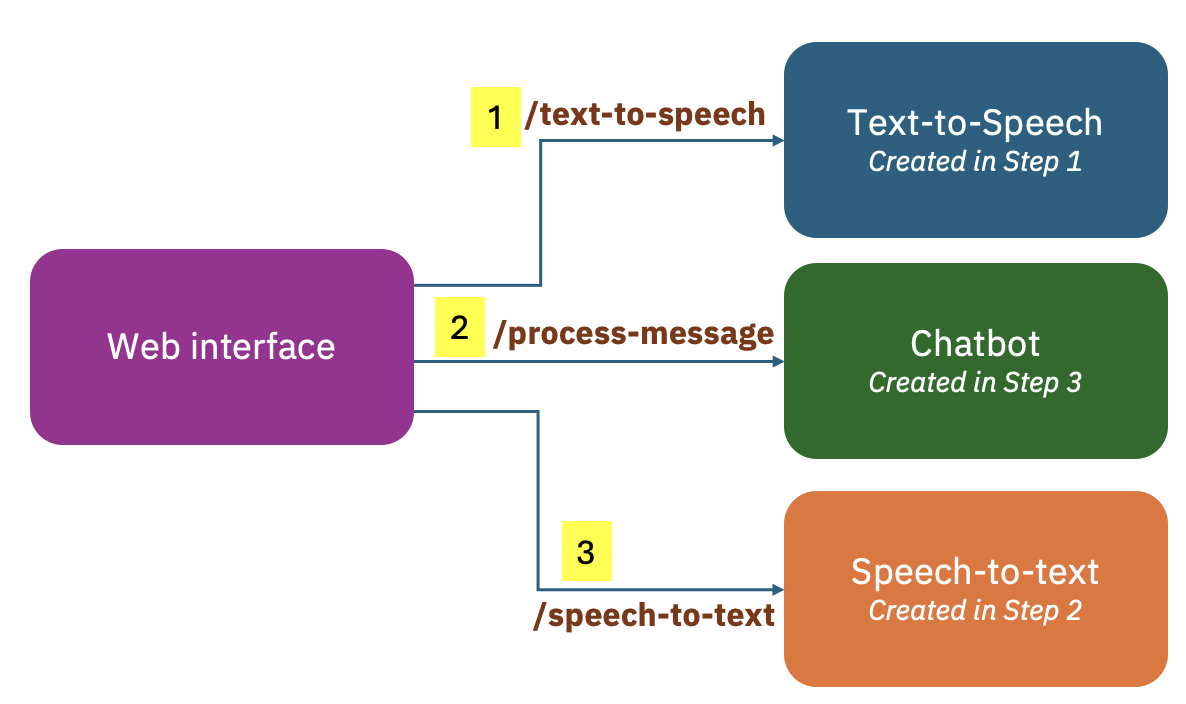 1 /text-to-speech
Text-to-Speech
Created in Step 1
Web interface
2 /process-message
Chatbot
Created in Step 3
3
/speech-to-text
Speech-to-text
Created in Step 2